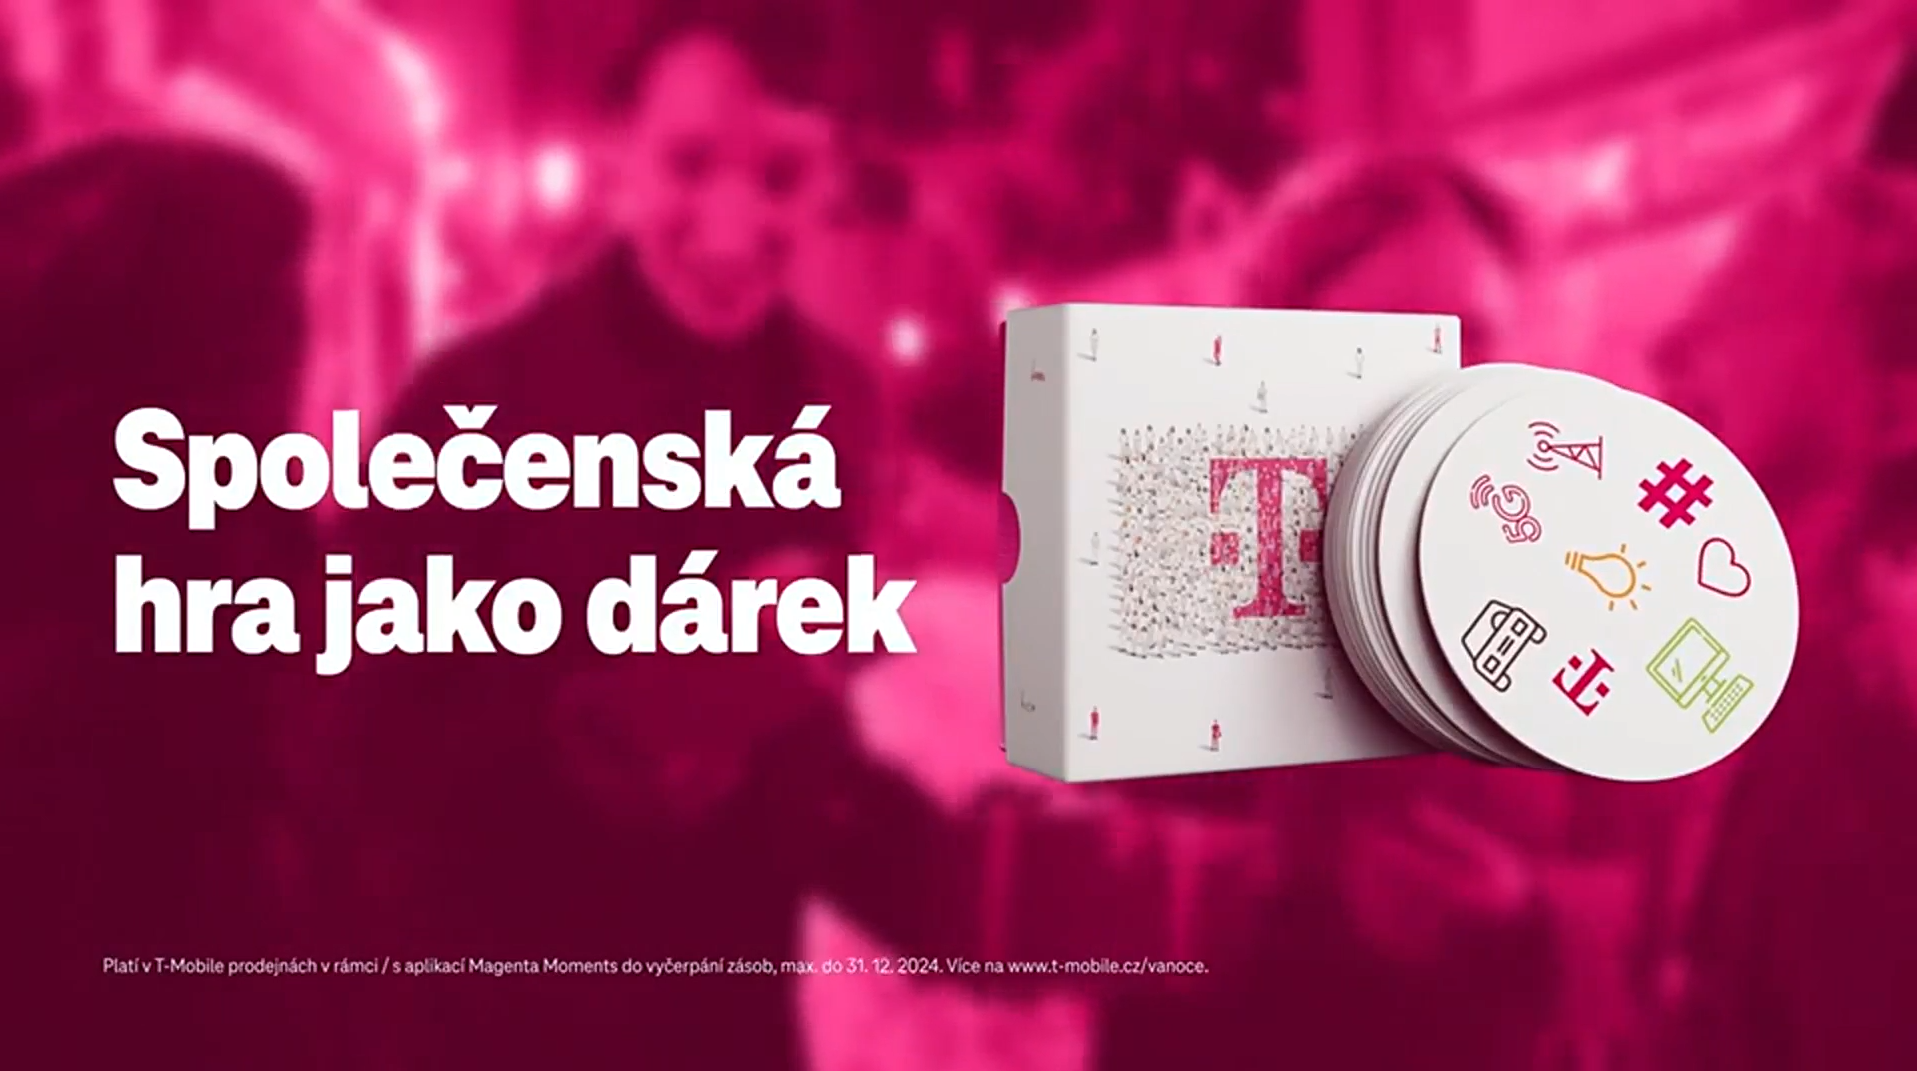 Společenská
hra jako dárek
T
5G
#
T
Platí v T-Mobile prodejnách v rámci / s aplikací Magenta Moments do vyčerpání zásob, max. do 31. 12. 2024. Více na www.t-mobile.cz/vanoce.